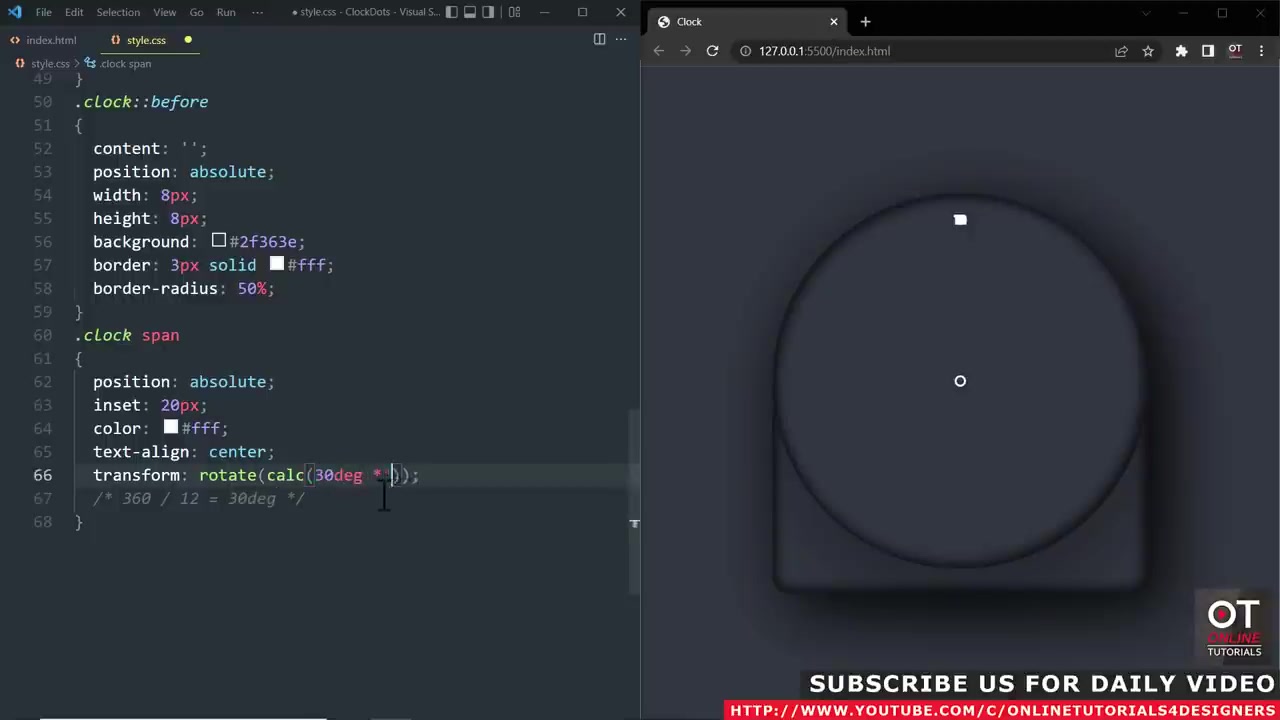 File Edit Selection View Go Run ··· ● style.css - ClockDots - Visual S...
index.html style.css ●
style.css > .clock span
49 }
50 .clock::before
51 {
52 content: '';
53 position: absolute;
54 width: 8px;
55 height: 8px;
56 background: #2f363e;
57 border: 3px solid #fff;
58 border-radius: 50%;
59 }
60 .clock span
61 {
62 position: absolute;
63 inset: 20px;
64 color: #fff;
65 text-align: center;
66 transform: rotate(calc(30deg * ));
67 /* 360 / 12 = 30deg */
68 }
Clock
127.0.0.1:5500/index.html
OT
OT
ONLINE
TUTORIALS
SUBSCRIBE US FOR DAILY VIDEO
HTTP://WWW.YOUTUBE.COM/C/ONLINETUTORIALS4DESIGNERS